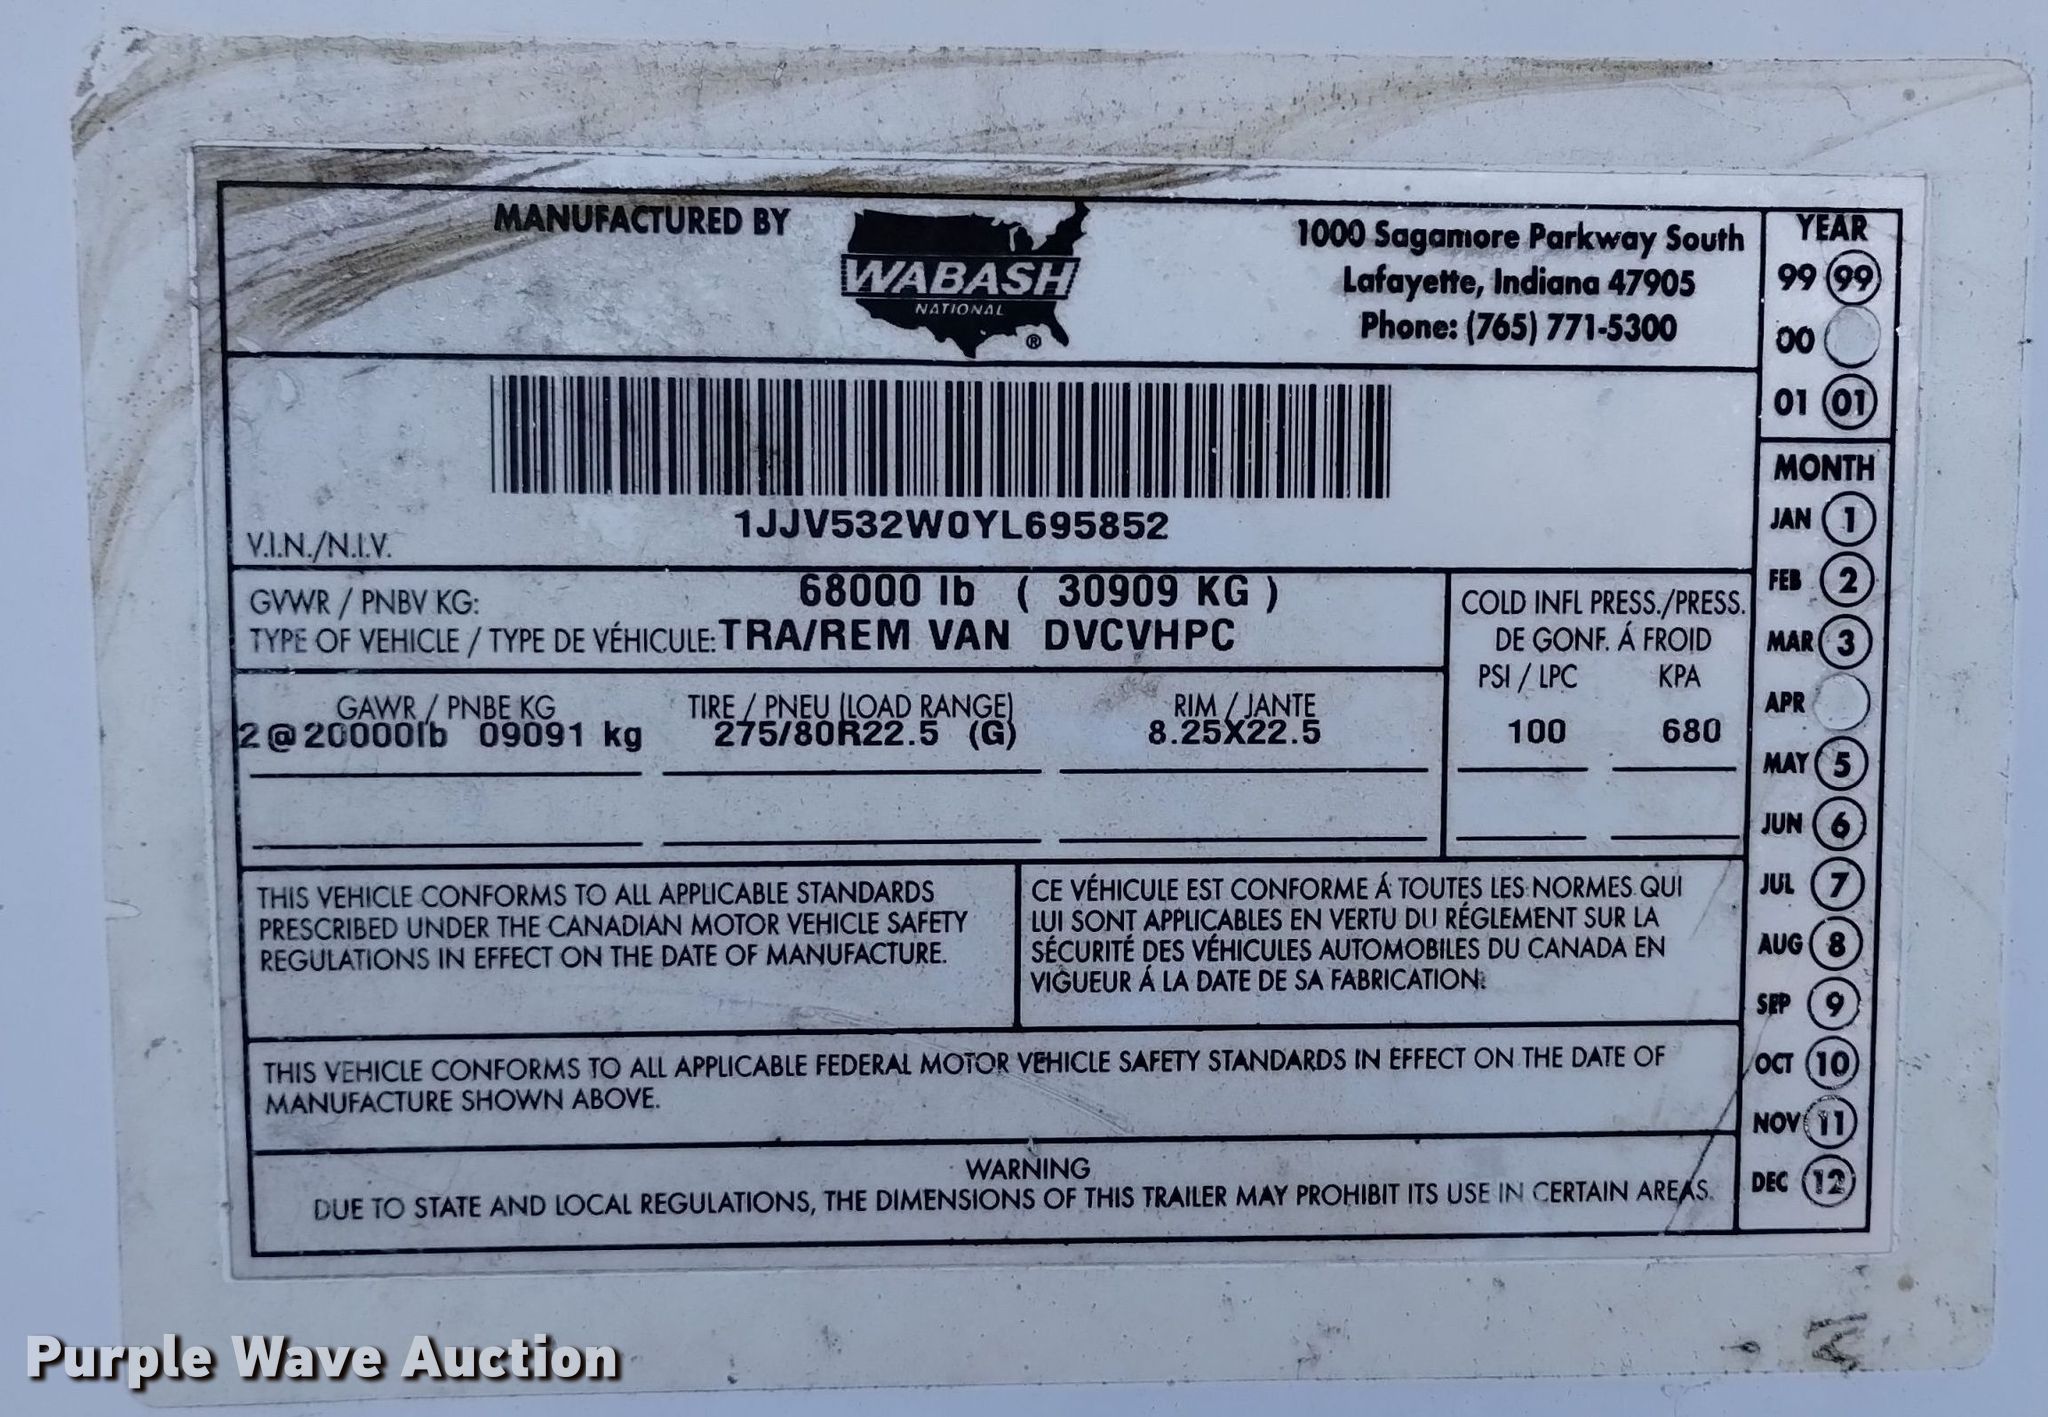 MANUFACTURED BY
WABASH
NATIONAL
®
1000 Sagamore Parkway South
Lafayette, Indiana 47905
Phone: (765) 771-5300
YEAR
99 99
00
01 01
V.I.N./N.I.V.
1JJV532W0YL695852
GVWR / PNBV KG: 68000 lb ( 30909 KG )
TYPE OF VEHICLE / TYPE DE VÉHICULE: TRA/REM VAN DVCVHPC
COLD INFL PRESS./PRESS.
DE GONF. Á FROID
PSI / LPC KPA
100 680
GAWR / PNBE KG TIRE / PNEU (LOAD RANGE) RIM / JANTE
2@20000lb 09091 kg 275/80R22.5 (G) 8.25X22.5
THIS VEHICLE CONFORMS TO ALL APPLICABLE STANDARDS
PRESCRIBED UNDER THE CANADIAN MOTOR VEHICLE SAFETY
REGULATIONS IN EFFECT ON THE DATE OF MANUFACTURE.
CE VÉHICULE EST CONFORME Á TOUTES LES NORMES QUI
LUI SONT APPLICABLES EN VERTU DU RÉGLEMENT SUR LA
SÉCURITÉ DES VÉHICULES AUTOMOBILES DU CANADA EN
VIGUEUR Á LA DATE DE SA FABRICATION.
THIS VEHICLE CONFORMS TO ALL APPLICABLE FEDERAL MOTOR VEHICLE SAFETY STANDARDS IN EFFECT ON THE DATE OF
MANUFACTURE SHOWN ABOVE.
WARNING
DUE TO STATE AND LOCAL REGULATIONS, THE DIMENSIONS OF THIS TRAILER MAY PROHIBIT ITS USE IN CERTAIN AREAS.
MONTH
JAN 1
FEB 2
MAR 3
APR
MAY 5
JUN 6
JUL 7
AUG 8
SEP 9
OCT 10
NOV 11
DEC 12
Purple Wave Auction